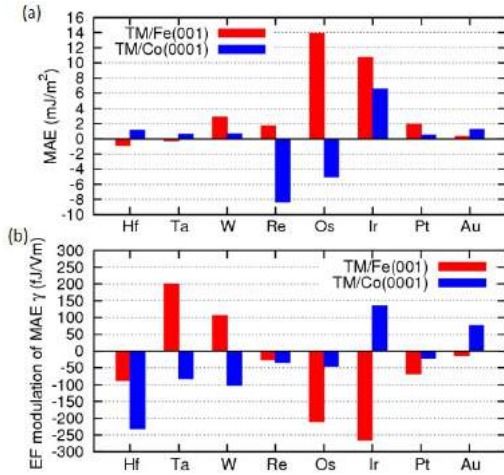 (a)
MAE (mJ/m²)
16
14
12
10
8
6
4
2
0
-2
-4
-6
-8
-10
TM/Fe(001)
TM/Co(0001)
Hf Ta W Re Os Ir Pt Au
(b)
EF modulation of MAE γ (fJ/Vm)
300
250
200
150
100
50
0
-50
-100
-150
-200
-250
-300
TM/Fe(001)
TM/Co(0001)
Hf Ta W Re Os Ir Pt Au